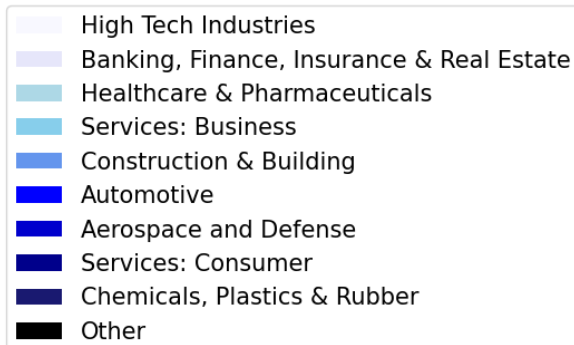 High Tech Industries
Banking, Finance, Insurance & Real Estate
Healthcare & Pharmaceuticals
Services: Business
Construction & Building
Automotive
Aerospace and Defense
Services: Consumer
Chemicals, Plastics & Rubber
Other